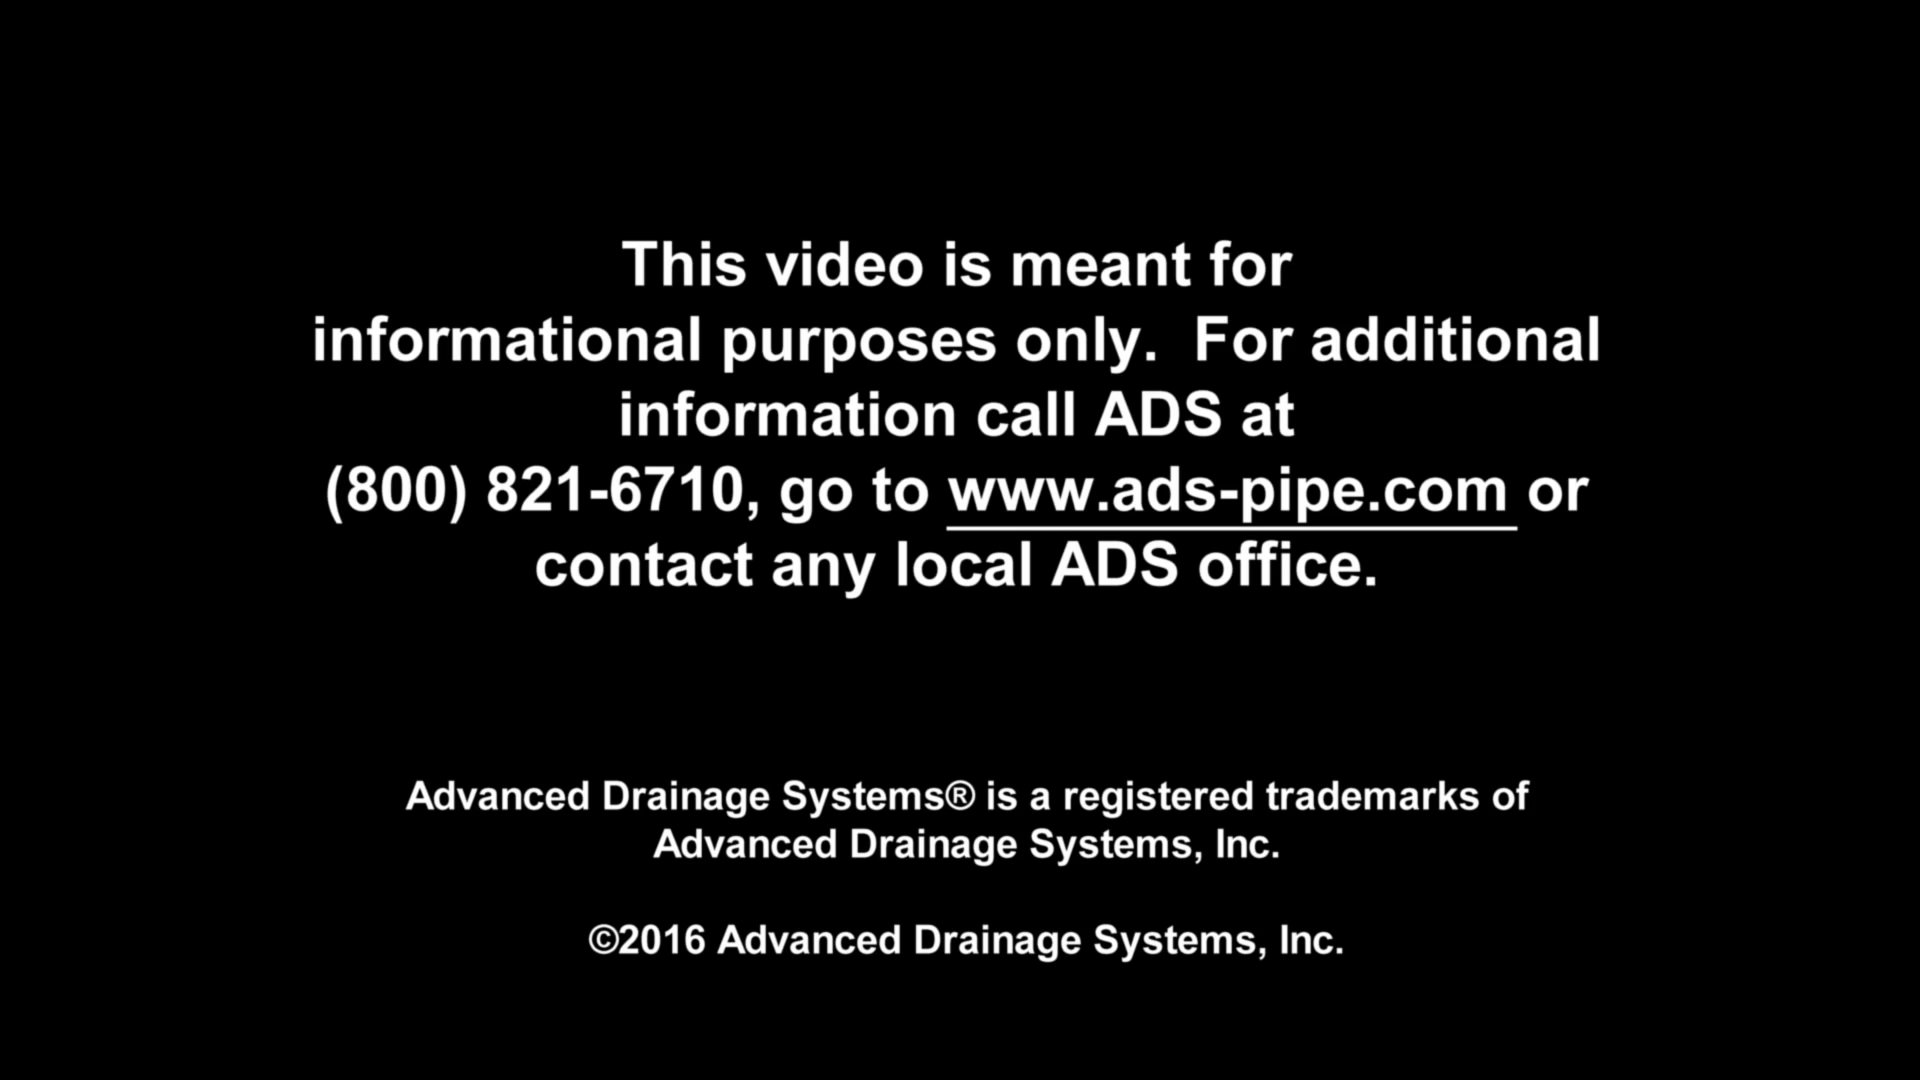 This video is meant for
informational purposes only.  For additional
information call ADS at
(800) 821-6710, go to www.ads-pipe.com or
contact any local ADS office.
Advanced Drainage Systems® is a registered trademarks of
Advanced Drainage Systems, Inc.
©2016 Advanced Drainage Systems, Inc.